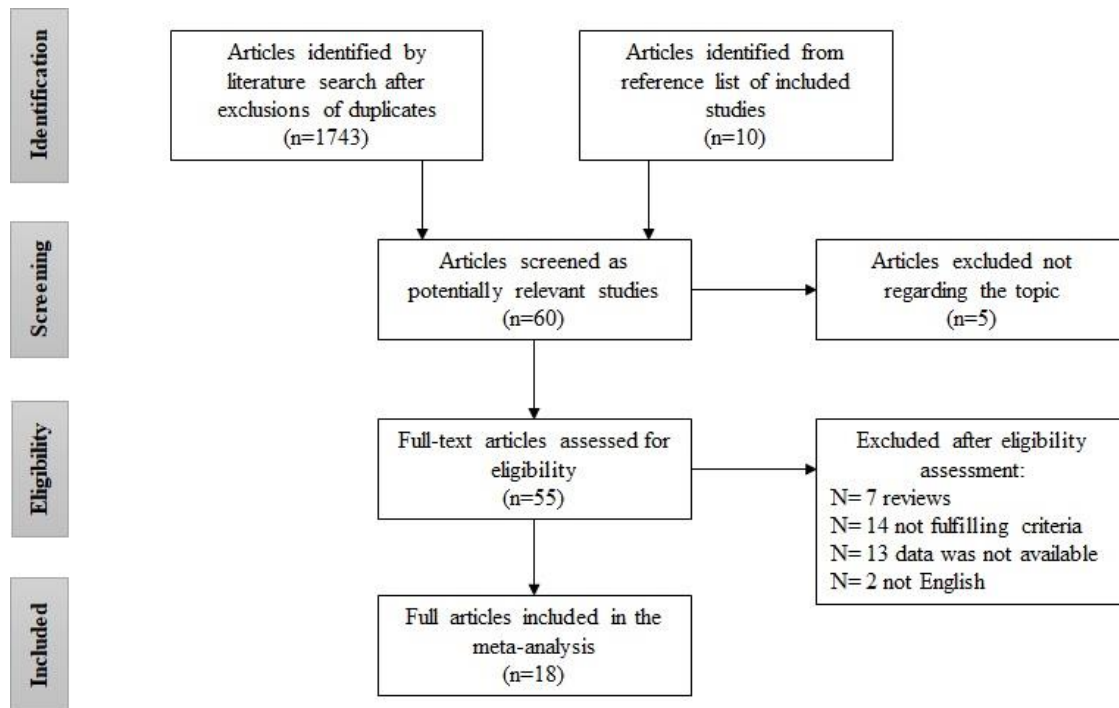 Identification
Articles identified by
literature search after
exclusions of duplicates
(n=1743)
Articles identified from
reference list of included
studies
(n=10)
Screening
Articles screened as
potentially relevant studies
(n=60)
Articles excluded not
regarding the topic
(n=5)
Eligibility
Full-text articles assessed for
eligibility
(n=55)
Excluded after eligibility
assessment:
N= 7 reviews
N= 14 not fulfilling criteria
N= 13 data was not available
N= 2 not English
Included
Full articles included in the
meta-analysis
(n=18)